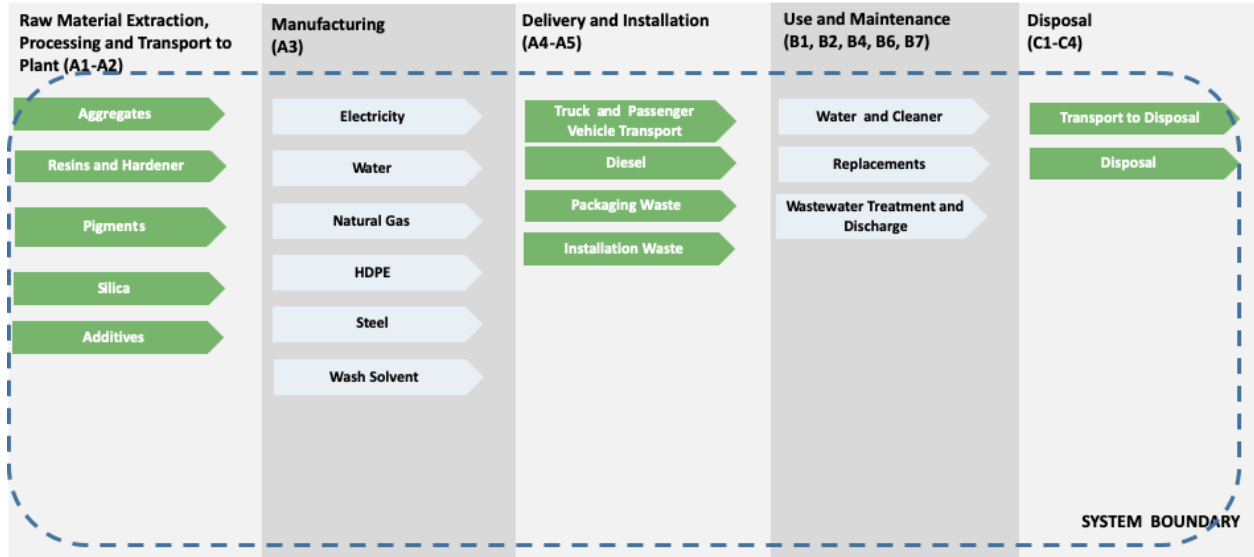 Raw Material Extraction,
Processing and Transport to
Plant (A1-A2)
Aggregates
Resins and Hardener
Pigments
Silica
Additives
Manufacturing
(A3)
Electricity
Water
Natural Gas
HDPE
Steel
Wash Solvent
Delivery and Installation
(A4-A5)
Truck and Passenger
Vehicle Transport
Diesel
Packaging Waste
Installation Waste
Use and Maintenance
(B1, B2, B4, B6, B7)
Water and Cleaner
Replacements
Wastewater Treatment and
Discharge
Disposal
(C1-C4)
Transport to Disposal
Disposal
SYSTEM BOUNDARY